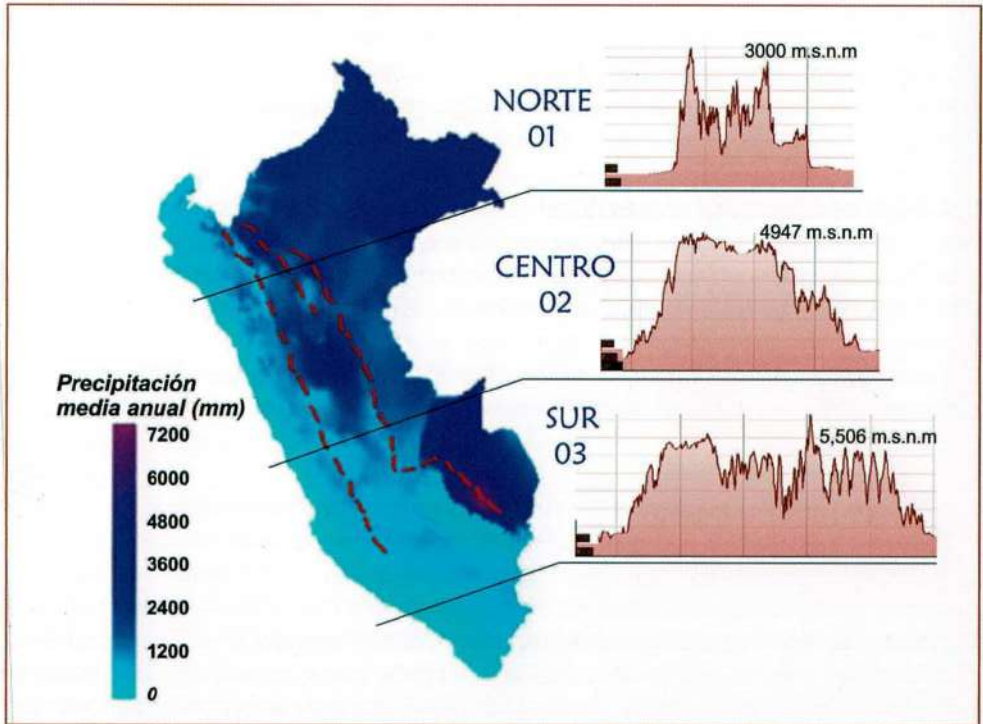 3000 m.s.n.m
NORTE
01
4947 m.s.n.m
CENTRO
02
SUR
03
5,506 m.s.n.m
Precipitación
media anual (mm)
7200
6000
4800
3600
2400
1200
0